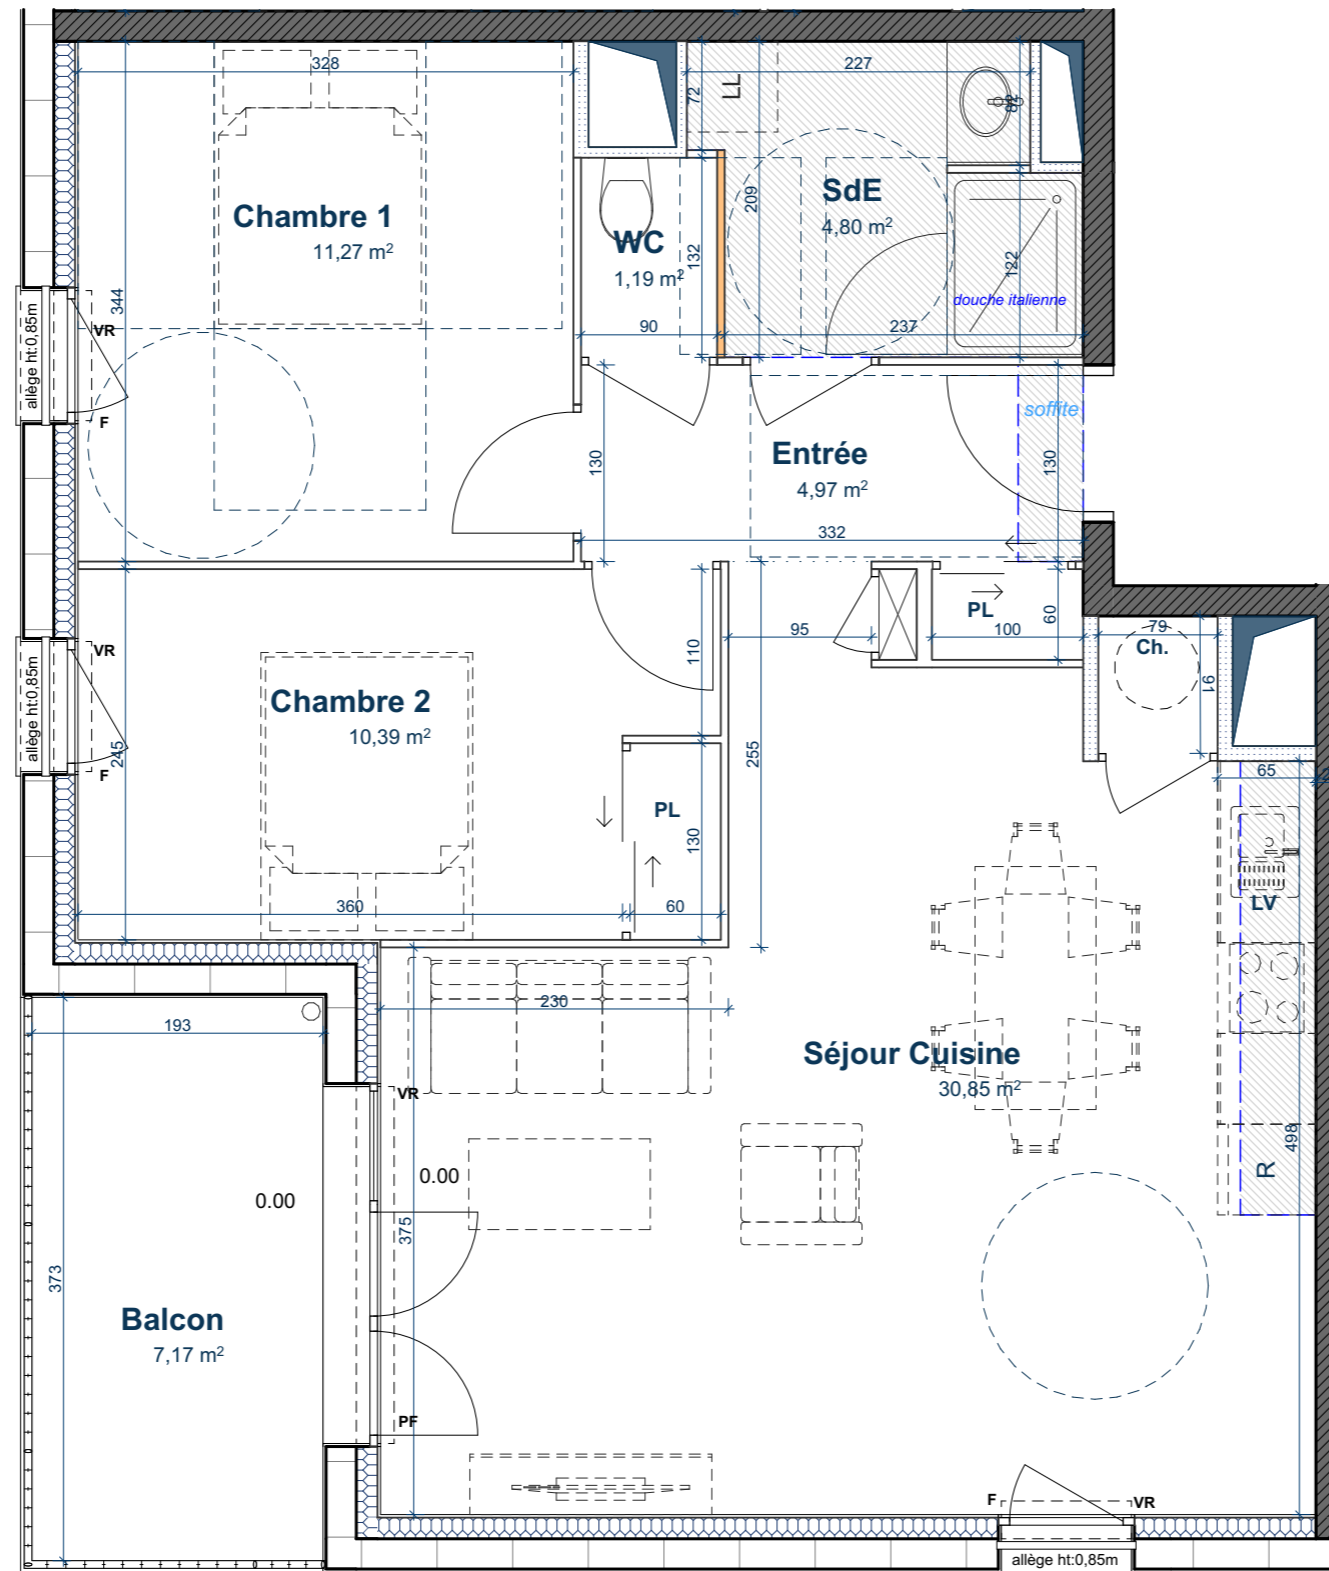 328
227
72
LL
82
209
SdE
4,80 m²
Chambre 1
11,27 m²
WC
1,19 m²
132
122
douche italienne
344
90
237
allège ht:0,85m
VR
F
soffite
130
Entrée
4,97 m²
130
332
PL
60
95
100
79
Ch.
91
110
VR
allège ht:0,85m
F
Chambre 2
10,39 m²
245
255
65
PL
130
360
60
LV
230
193
Séjour Cuisine
30,85 m²
VR
498
R
0.00
0.00
375
373
Balcon
7,17 m²
PF
F
VR
allège ht:0,85m